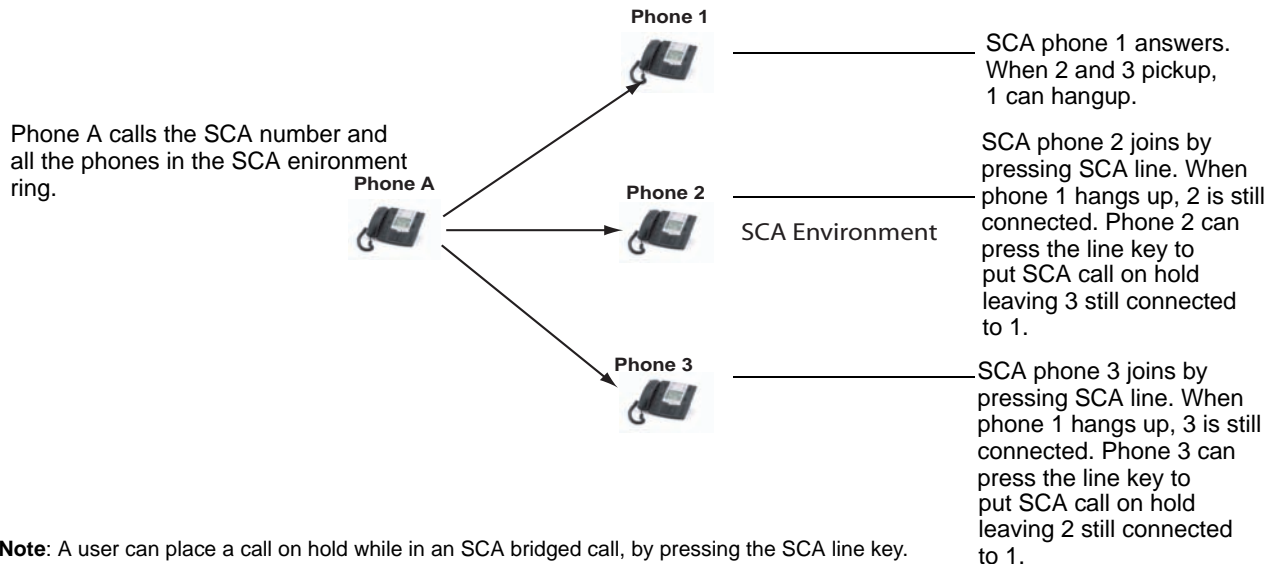 Phone 1
SCA phone 1 answers.
When 2 and 3 pickup,
1 can hangup.
Phone A calls the SCA number and
all the phones in the SCA enironment
ring.
Phone A
Phone 2
SCA Environment
SCA phone 2 joins by
pressing SCA line. When
phone 1 hangs up, 2 is still
connected. Phone 2 can
press the line key to
put SCA call on hold
leaving 3 still connected
to 1.
Phone 3
SCA phone 3 joins by
pressing SCA line. When
phone 1 hangs up, 3 is still
connected. Phone 3 can
press the line key to
put SCA call on hold
leaving 2 still connected
to 1.
Note: A user can place a call on hold while in an SCA bridged call, by pressing the SCA line key.